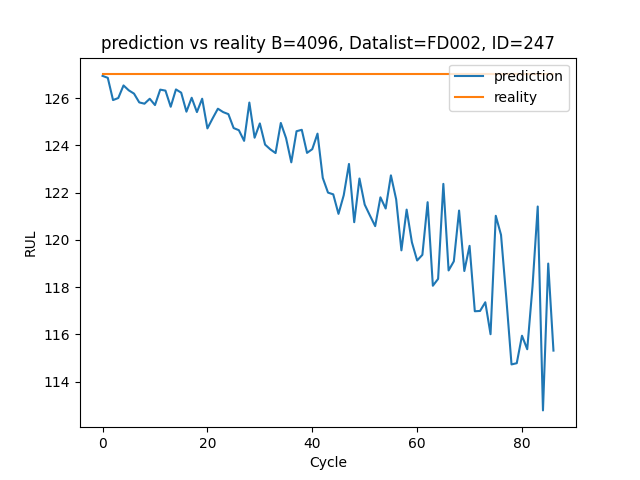 prediction vs reality B=4096, Datalist=FD002, ID=247
prediction
reality
126
124
122
120
118
116
114
RUL
0 20 40 60 80
Cycle